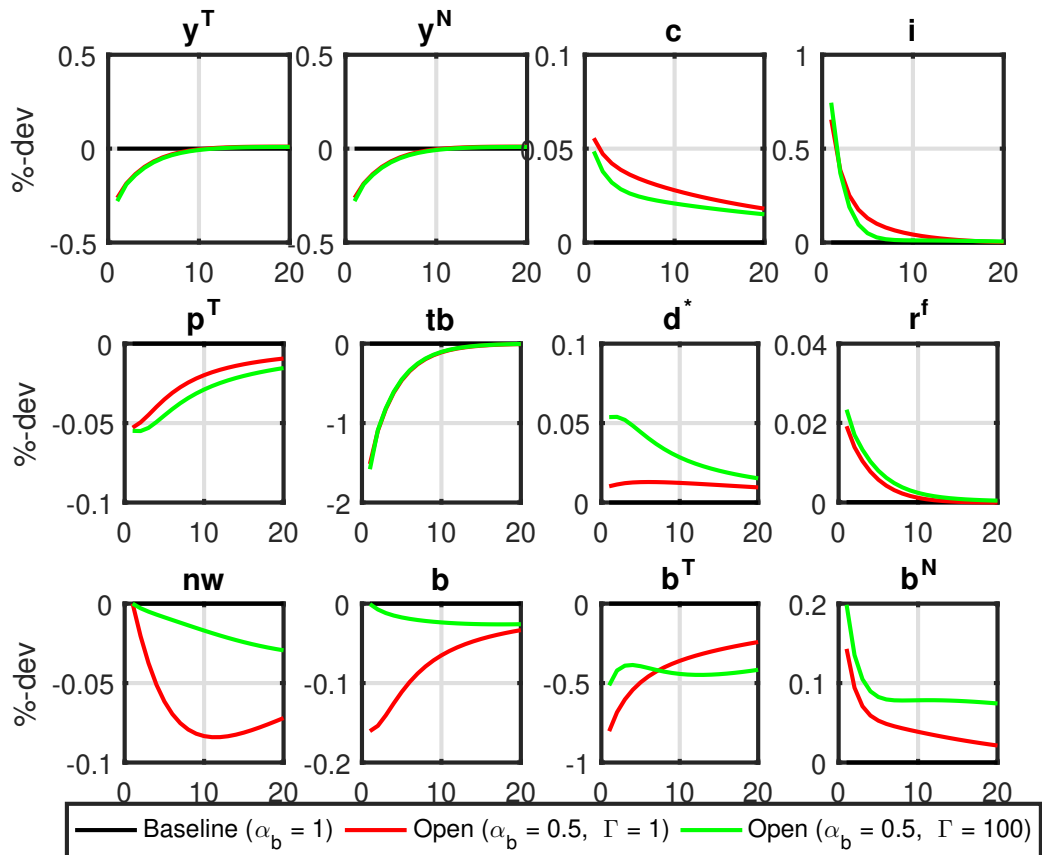 y^T y^N c i
0.5 0.5 0.1 1
%-dev 0 0 0.05 0.5
-0.5 -0.5 0 0
0 10 20 0 10 20 0 10 20 0 10 20
p^T tb d^* r^f
0 0 0.1 0.04
%-dev -0.05 -1 0.05 0.02
-0.1 -2 0 0
0 10 20 0 10 20 0 10 20 0 10 20
nw b b^T b^N
0 0 0 0.2
%-dev -0.05 -0.1 -0.5 0.1
-0.1 -0.2 -1 0
0 10 20 0 10 20 0 10 20 0 10 20
Baseline (α_b = 1) Open (α_b = 0.5, Γ = 1) Open (α_b = 0.5, Γ = 100)